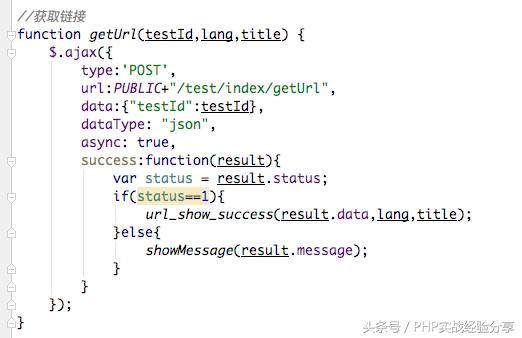 //获取链接
function getUrl(testId,lang,title) {
    $.ajax({
        type:'POST',
        url:PUBLIC+"/test/index/getUrl",
        data:{"testId":testId},
        dataType: "json",
        async: true,
        success:function(result){
            var status = result.status;
            if(status==1){
                url_show_success(result.data,lang,title);
            }else{
                showMessage(result.message);
            }
        }
    });
}
头条号 / PHP实战经验分享